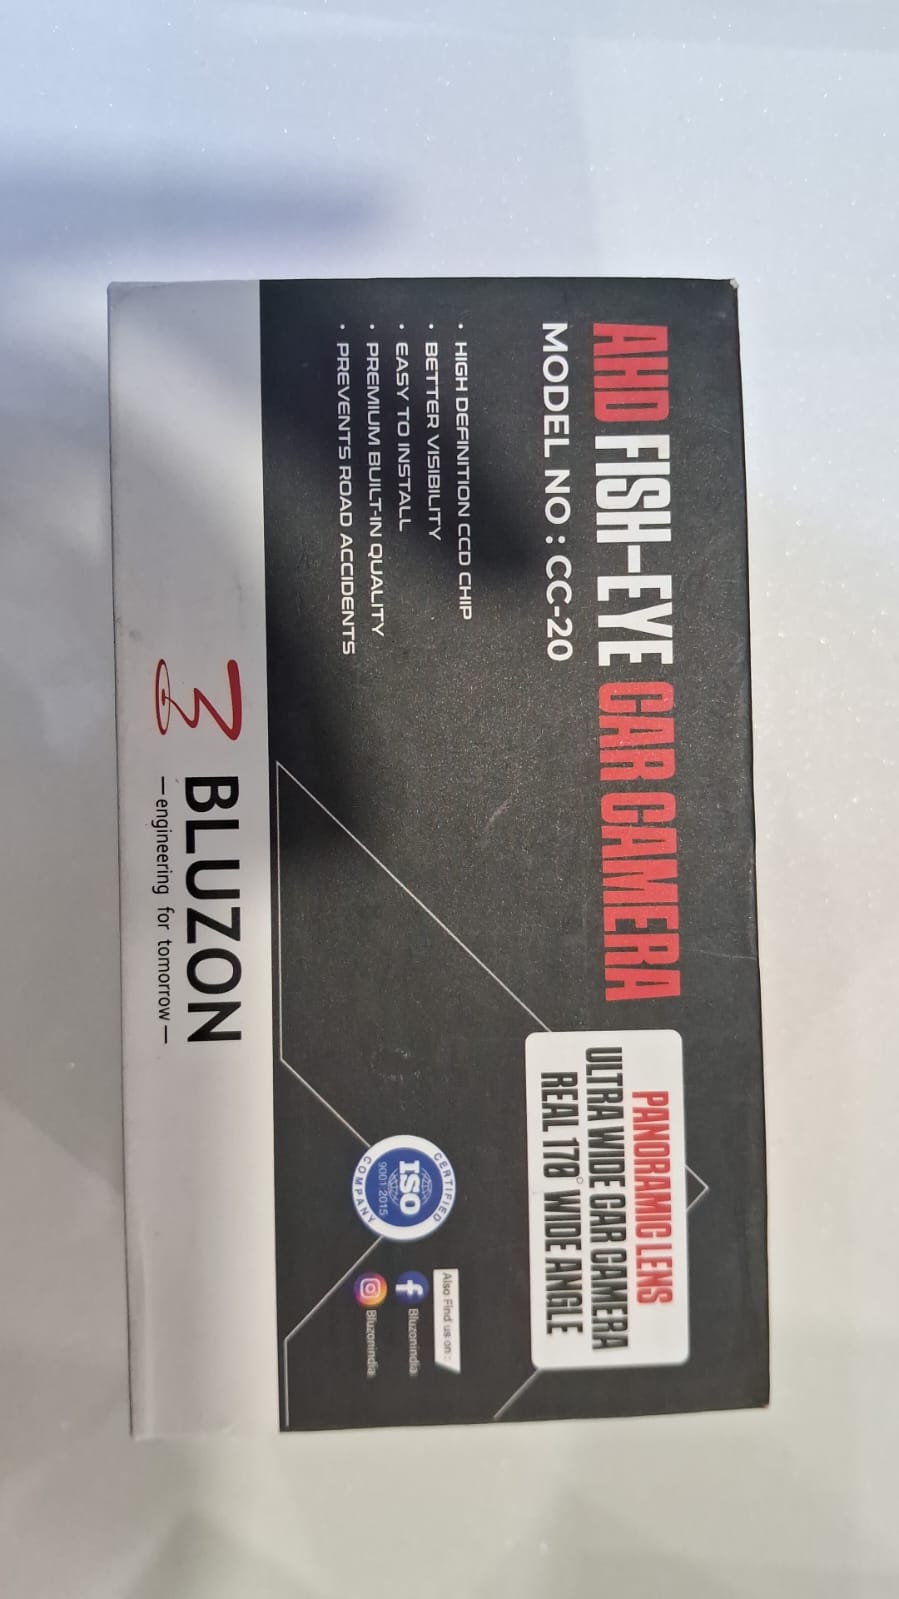 AHD FISH-EYE CAR CAMERA
MODEL NO : CC-20
• HIGH DEFINITION CCD CHIP
• BETTER VISIBILITY
• EASY TO INSTALL
• PREMIUM BUILT-IN QUALITY
• PREVENTS ROAD ACCIDENTS
PANORAMIC LENS
ULTRA WIDE CAR CAMERA
REAL 170° WIDE ANGLE
CERTIFIED
ISO
9001:2015
COMPANY
Also Find us on :
Bluzonindia
Bluzonindia
BLUZON
—engineering for tomorrow—